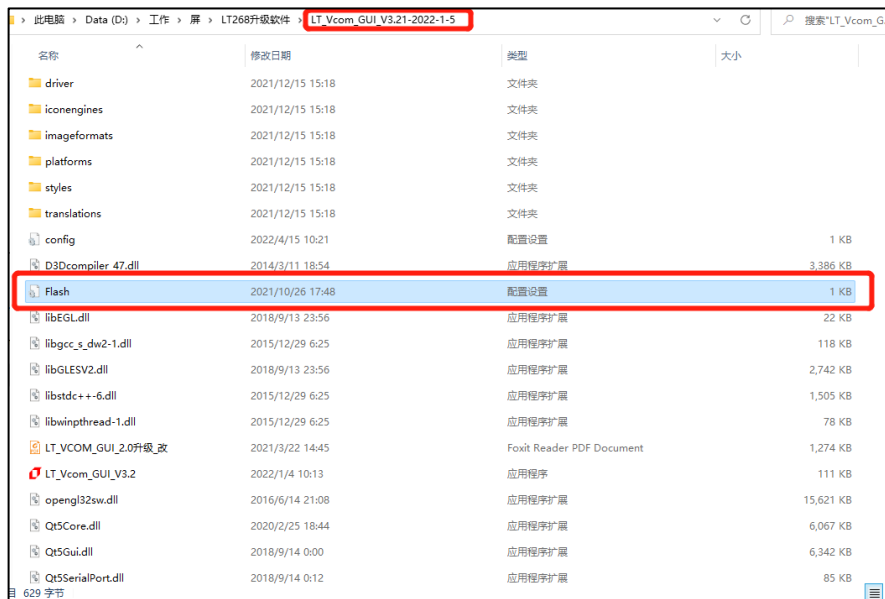 › 此电脑 › Data (D:) › 工作 › 屏 › LT268升级软件 › LT_Vcom_GUI_V3.21-2022-1-5 搜索"LT_Vcom_G
名称 修改日期 类型 大小
driver 2021/12/15 15:18 文件夹
iconengines 2021/12/15 15:18 文件夹
imageformats 2021/12/15 15:18 文件夹
platforms 2021/12/15 15:18 文件夹
styles 2021/12/15 15:18 文件夹
translations 2021/12/15 15:18 文件夹
config 2022/4/15 10:21 配置设置 1 KB
D3Dcompiler_47.dll 2014/3/11 18:54 应用程序扩展 3,386 KB
Flash 2021/10/26 17:48 配置设置 1 KB
libEGL.dll 2018/9/13 23:56 应用程序扩展 22 KB
libgcc_s_dw2-1.dll 2015/12/29 6:25 应用程序扩展 118 KB
libGLESV2.dll 2018/9/13 23:56 应用程序扩展 2,742 KB
libstdc++-6.dll 2015/12/29 6:25 应用程序扩展 1,505 KB
libwinpthread-1.dll 2015/12/29 6:25 应用程序扩展 78 KB
LT_VCOM_GUI_2.0升级_改 2021/3/22 14:45 Foxit Reader PDF Document 1,274 KB
LT_Vcom_GUI_V3.2 2022/1/4 10:13 应用程序 111 KB
opengl32sw.dll 2016/6/14 21:08 应用程序扩展 15,621 KB
Qt5Core.dll 2020/2/25 18:44 应用程序扩展 6,067 KB
Qt5Gui.dll 2018/9/14 0:00 应用程序扩展 6,342 KB
Qt5SerialPort.dll 2018/9/14 0:12 应用程序扩展 85 KB
629 字节